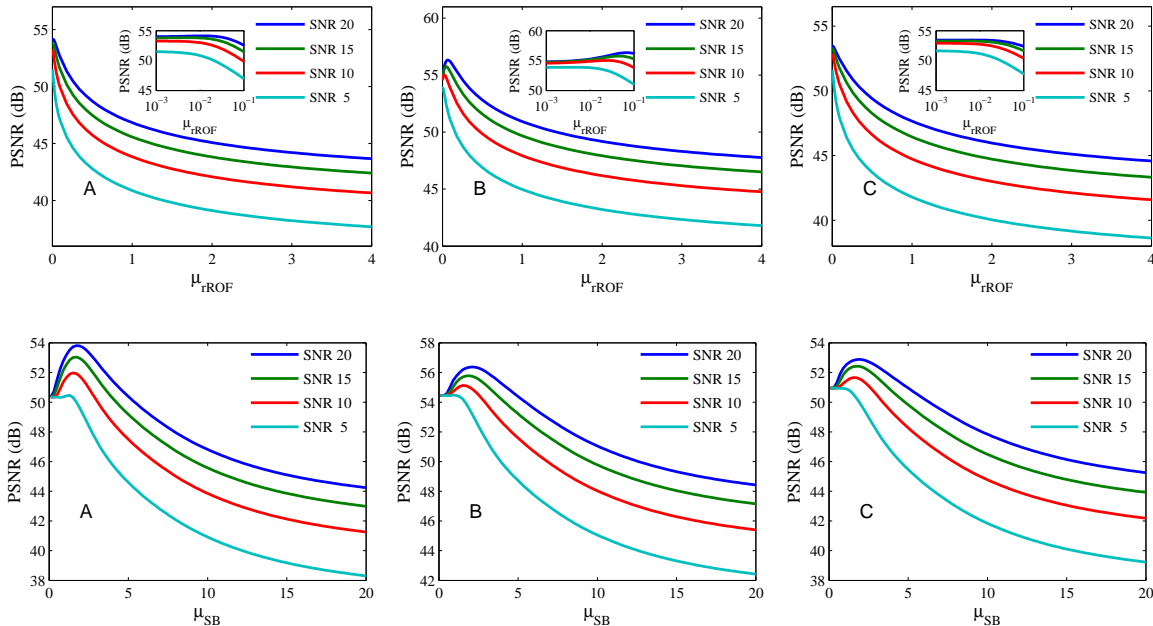 55
50
45
40
PSNR (dB)
0 1 2 3 4
μrROF
A
SNR 20
SNR 15
SNR 10
SNR 5
55
50
45
PSNR (dB)
10−3 10−2 10−1
μrROF
60
55
50
45
40
PSNR (dB)
0 1 2 3 4
μrROF
B
SNR 20
SNR 15
SNR 10
SNR 5
60
55
50
45
PSNR (dB)
10−3 10−2 10−1
μrROF
55
50
45
40
PSNR (dB)
0 1 2 3 4
μrROF
C
SNR 20
SNR 15
SNR 10
SNR 5
55
50
45
PSNR (dB)
10−3 10−2 10−1
μrROF
54
52
50
48
46
44
42
40
38
PSNR (dB)
0 5 10 15 20
μSB
A
SNR 20
SNR 15
SNR 10
SNR 5
58
56
54
52
50
48
46
44
42
PSNR (dB)
0 5 10 15 20
μSB
B
SNR 20
SNR 15
SNR 10
SNR 5
54
52
50
48
46
44
42
40
38
PSNR (dB)
0 5 10 15 20
μSB
C
SNR 20
SNR 15
SNR 10
SNR 5